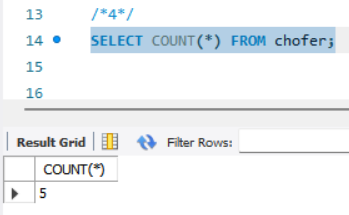 13 /*4*/
14 SELECT COUNT(*) FROM chofer;
15
16
Result Grid Filter Rows:
COUNT(*)
5